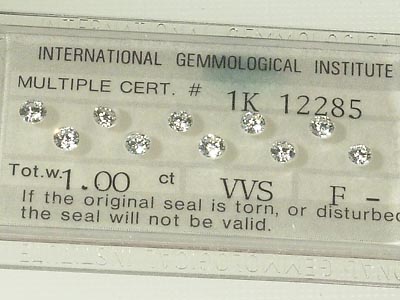 INTERNATIONAL GEMMOLOGICAL INSTITUTE
MULTIPLE CERT. # 1K 12285
Tot.w. 1.00 ct VVS F -
If the original seal is torn, or disturbed
the seal will not be valid.